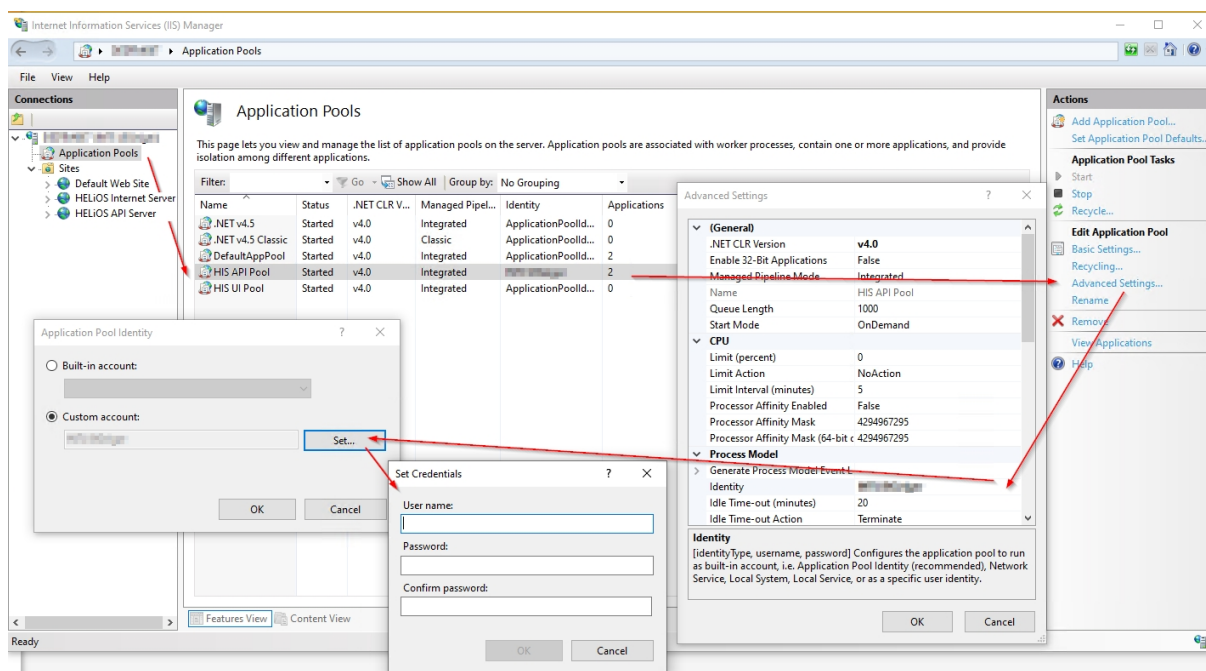 Internet Information Services (IIS) Manager
Application Pools
File View Help
Connections
Application Pools
Sites
Default Web Site
HELiOS Internet Server
HELiOS API Server
Application Pools
This page lets you view and manage the list of application pools on the server. Application pools are associated with worker processes, contain one or more applications, and provide
isolation among different applications.
Filter: Go Show All Group by: No Grouping
Name Status .NET CLR V... Managed Pipel... Identity Applications
.NET v4.5 Started v4.0 Integrated ApplicationPoolId... 0
.NET v4.5 Classic Started v4.0 Classic ApplicationPoolId... 0
DefaultAppPool Started v4.0 Integrated ApplicationPoolId... 2
HIS API Pool Started v4.0 Integrated 2
HIS UI Pool Started v4.0 Integrated ApplicationPoolId... 0
Application Pool Identity ? ×
Built-in account:
Custom account:
Set...
OK Cancel
Set Credentials ? ×
User name:
Password:
Confirm password:
OK Cancel
Features View Content View
Ready
Advanced Settings ? ×
(General)
.NET CLR Version v4.0
Enable 32-Bit Applications False
Managed Pipeline Mode Integrated
Name HIS API Pool
Queue Length 1000
Start Mode OnDemand
CPU
Limit (percent) 0
Limit Action NoAction
Limit Interval (minutes) 5
Processor Affinity Enabled False
Processor Affinity Mask 4294967295
Processor Affinity Mask (64-bit c 4294967295
Process Model
Generate Process Model Event L
Identity
Idle Time-out (minutes) 20
Idle Time-out Action Terminate
Identity
[identityType, username, password] Configures the application pool to run
as built-in account, i.e. Application Pool Identity (recommended), Network
Service, Local System, Local Service, or as a specific user identity.
OK Cancel
Actions
Add Application Pool...
Set Application Pool Defaults...
Application Pool Tasks
Start
Stop
Recycle...
Edit Application Pool
Basic Settings...
Recycling...
Advanced Settings...
Rename
Remove
View Applications
Help